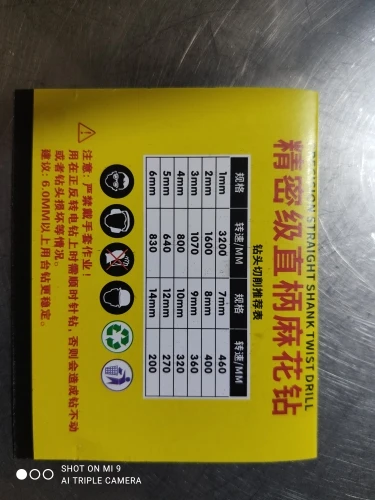 PRECISION STRAIGHT SHANK TWIST DRILL
精密级直柄麻花钻
钻头切削推荐表
规格 转速/MM 规格 转速/MM
1mm 3200 7mm 460
2mm 1600 8mm 400
3mm 1070 9mm 360
4mm 800 10mm 320
5mm 640 12mm 270
6mm 830 14mm 200
注意：严禁戴手套作业！
用在正反转电钻上时需顺时针钻，否则会造成钻不动
或者钻头损坏等情况。
建议：6.0MM以上用台钻更稳定。
SHOT ON MI 9
AI TRIPLE CAMERA